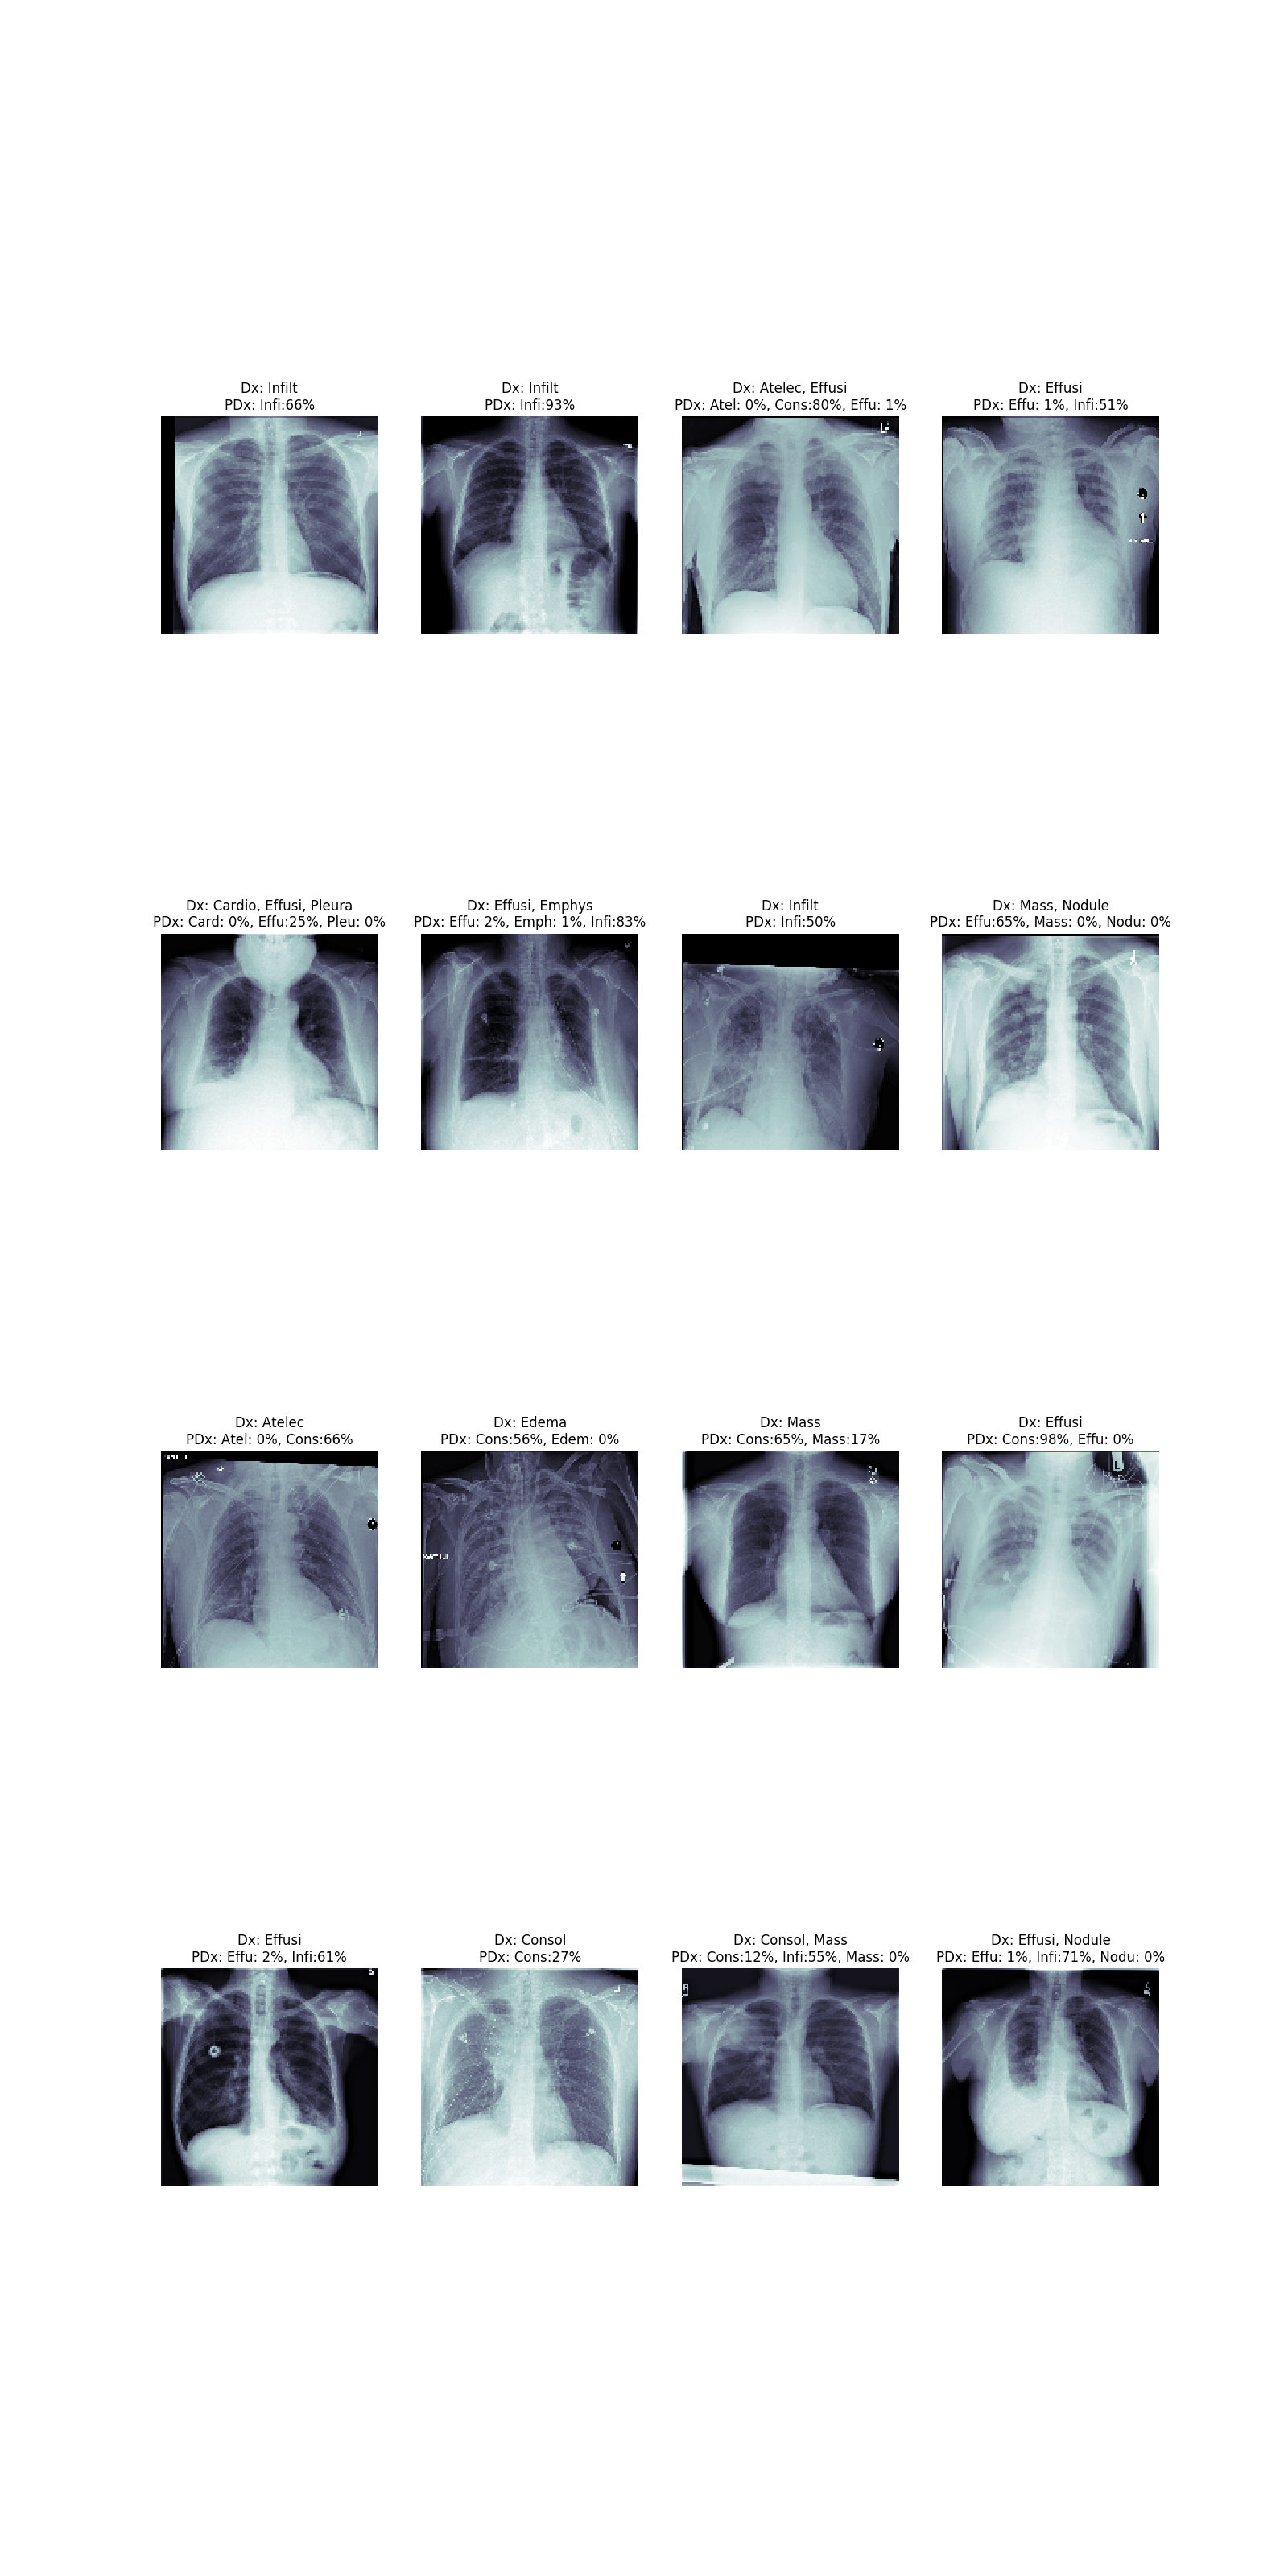 Dx: Infilt
PDx: Infi:66%
Dx: Infilt
PDx: Infi:93%
Dx: Atelec, Effusi
PDx: Atel: 0%, Cons:80%, Effu: 1%
Dx: Effusi
PDx: Effu: 1%, Infi:51%
L
Dx: Cardio, Effusi, Pleura
PDx: Card: 0%, Effu:25%, Pleu: 0%
Dx: Effusi, Emphys
PDx: Effu: 2%, Emph: 1%, Infi:83%
Dx: Infilt
PDx: Infi:50%
Dx: Mass, Nodule
PDx: Effu:65%, Mass: 0%, Nodu: 0%
Dx: Atelec
PDx: Atel: 0%, Cons:66%
Dx: Edema
PDx: Cons:56%, Edem: 0%
Dx: Mass
PDx: Cons:65%, Mass:17%
Dx: Effusi
PDx: Cons:98%, Effu: 0%
L
Dx: Effusi
PDx: Effu: 2%, Infi:61%
Dx: Consol
PDx: Cons:27%
Dx: Consol, Mass
PDx: Cons:12%, Infi:55%, Mass: 0%
Dx: Effusi, Nodule
PDx: Effu: 1%, Infi:71%, Nodu: 0%